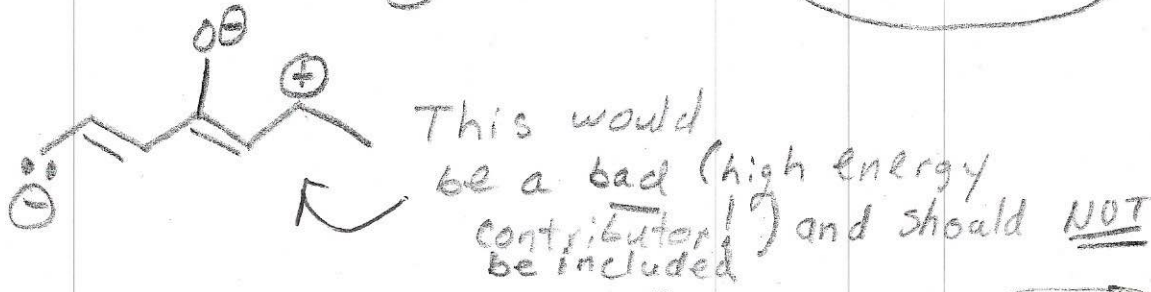 O⊖
⊕
This would
be a bad (high energy
contributor!) and should NOT
be included
⊖